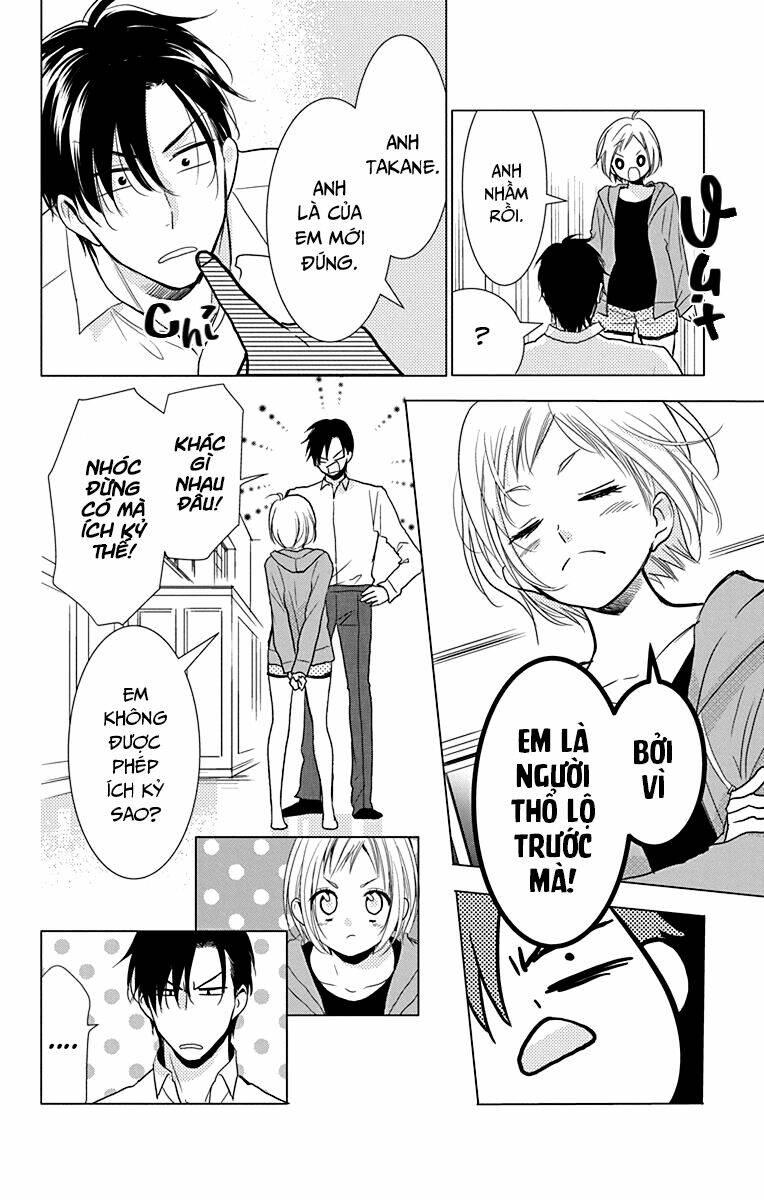 ANH
NHẦM
RỒI.
VỤT
?
ANH
TAKANE.
ANH
LÀ CỦA
EM MỚI
ĐÚNG.
CHỈ
BỞI
VÌ
EM LÀ
NGƯỜI
THỔ LỘ
TRƯỚC
MÀ!
KHÁC
GÌ
NHAU
ĐÂU!
NHÓC
ĐỪNG
CÓ MÀ
ÍCH KỶ
THẾ!
EM
KHÔNG
ĐƯỢC
PHÉP
ÍCH KỶ
SAO?
....